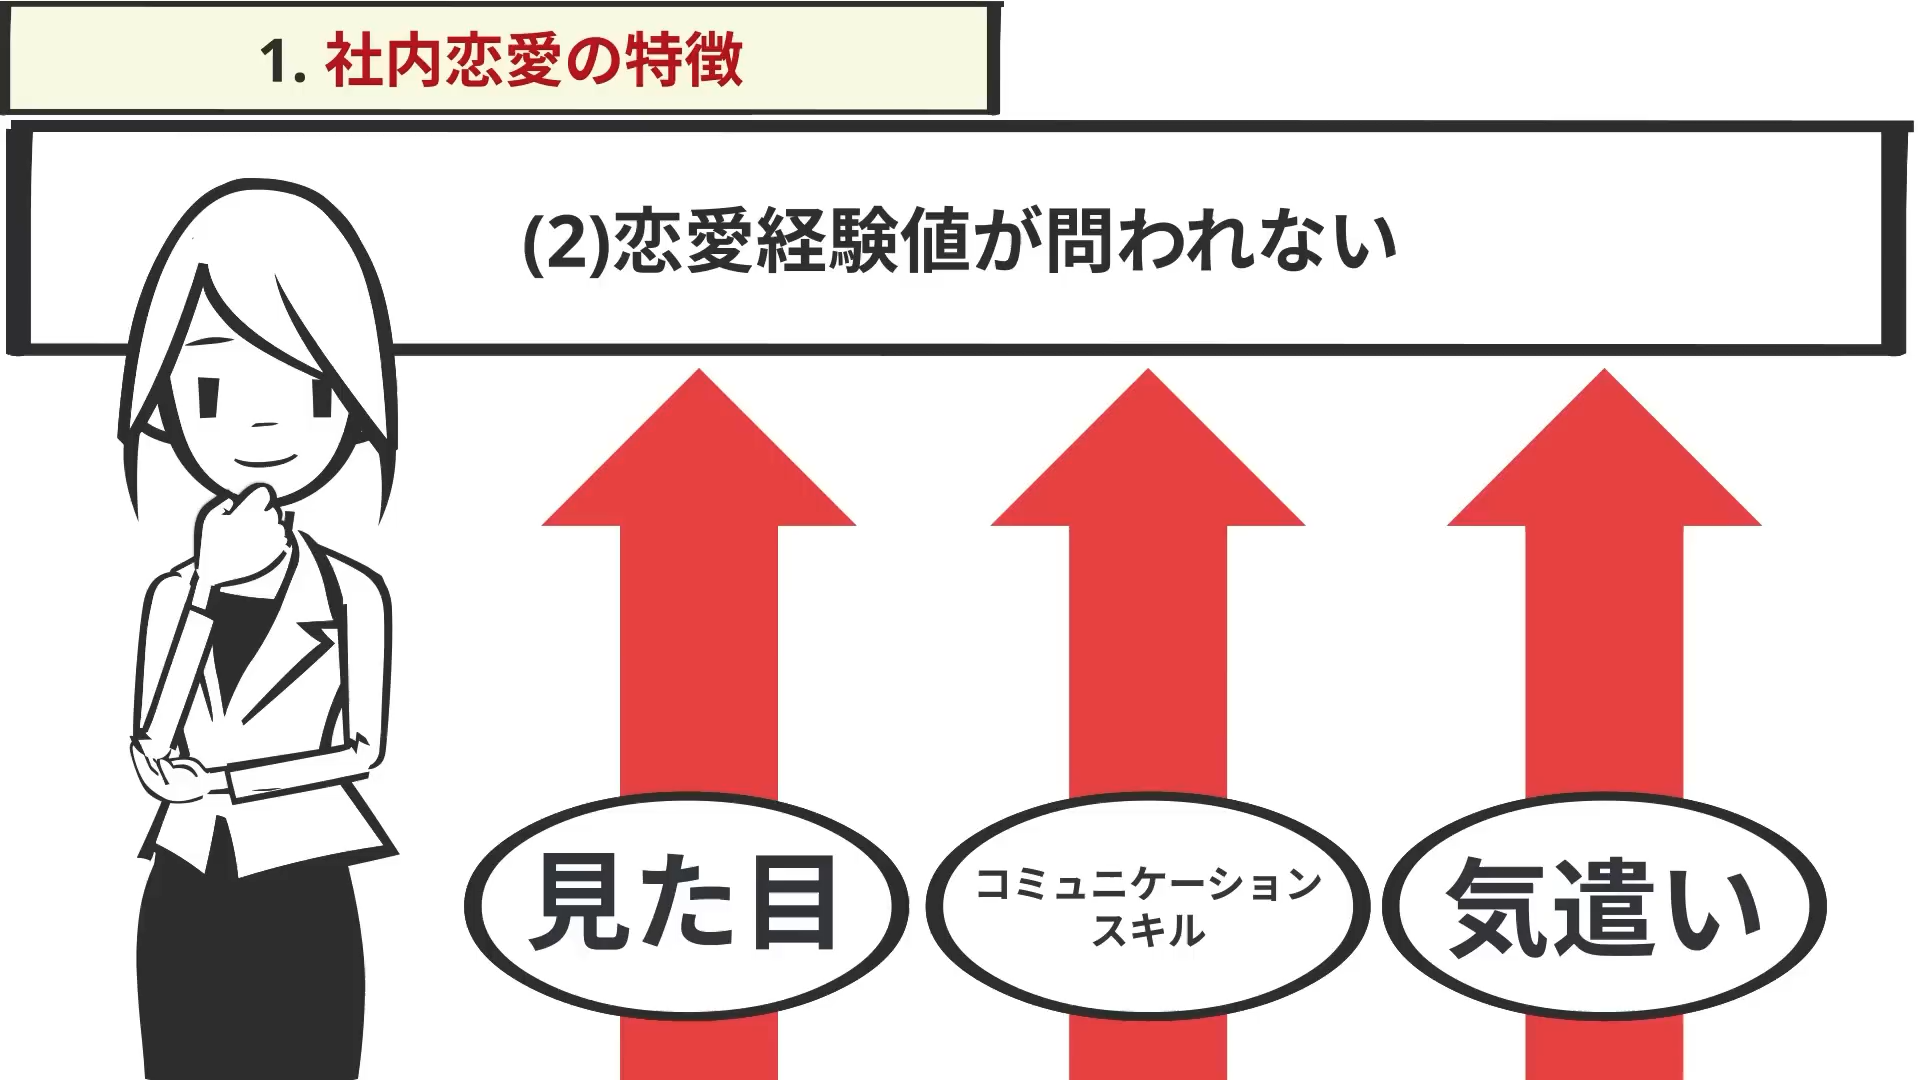 1. 社内恋愛の特徴
(2)恋愛経験値が問われない
見た目
コミュニケーション
スキル
気遣い